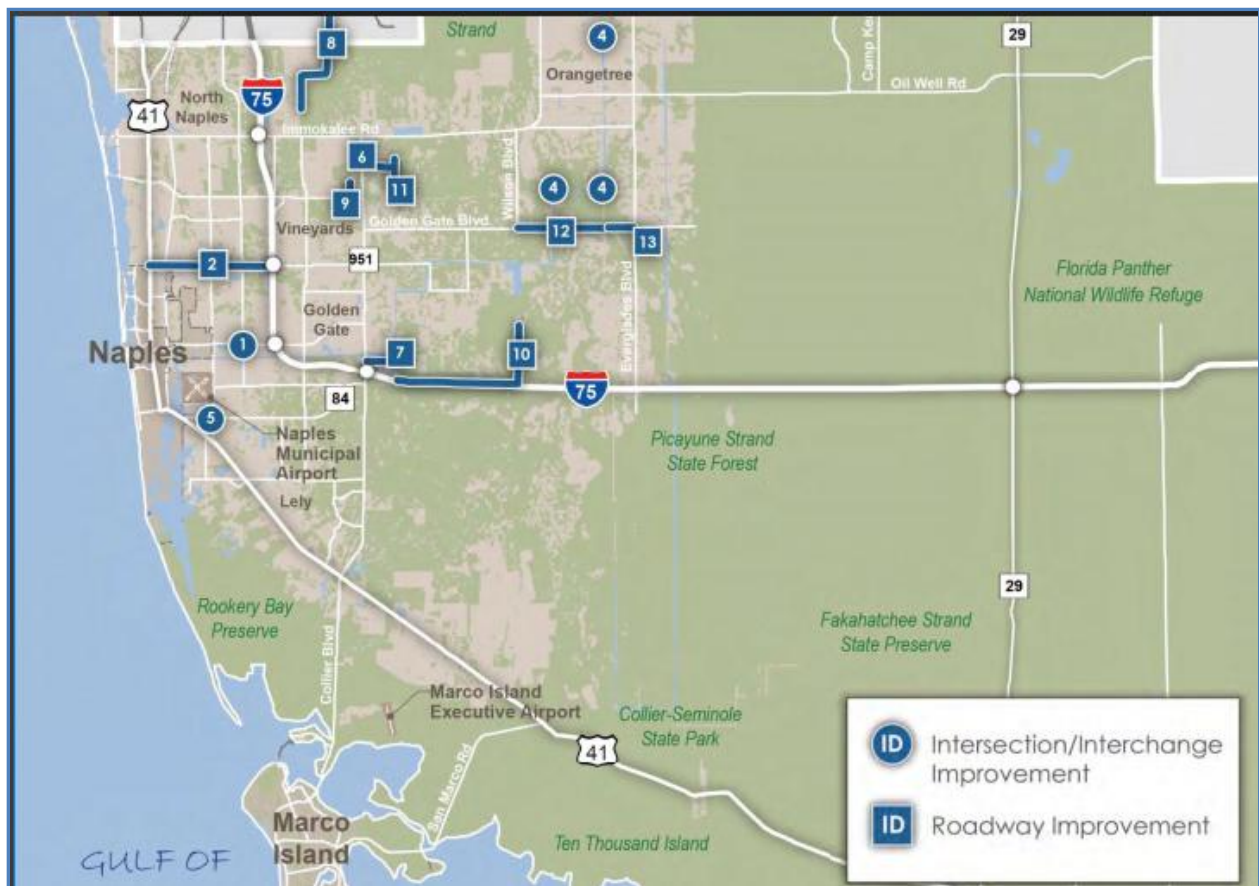 Strand
4
29
8
Camp Ke
Orangetree
Oil Well Rd
North
Naples
75
41
Immokalee Rd
Wilson Blvd
6
11
9
4
4
Vineyards
Golden Gate Blvd.
12
13
2
951
Florida Panther
National Wildlife Refuge
Golden
Gate
Everglades Blvd
Naples
1
7
10
75
84
5
Naples
Municipal
Airport
Picayune Strand
State Forest
Lely
29
Rookery Bay
Preserve
Fakahatchee Strand
State Preserve
Collier Blvd
Marco Island
Executive Airport
Collier-Seminole
State Park
41
San Marco Rd
ID Intersection/Interchange
Improvement
ID Roadway Improvement
Marco
Island
Ten Thousand Island
GULF OF